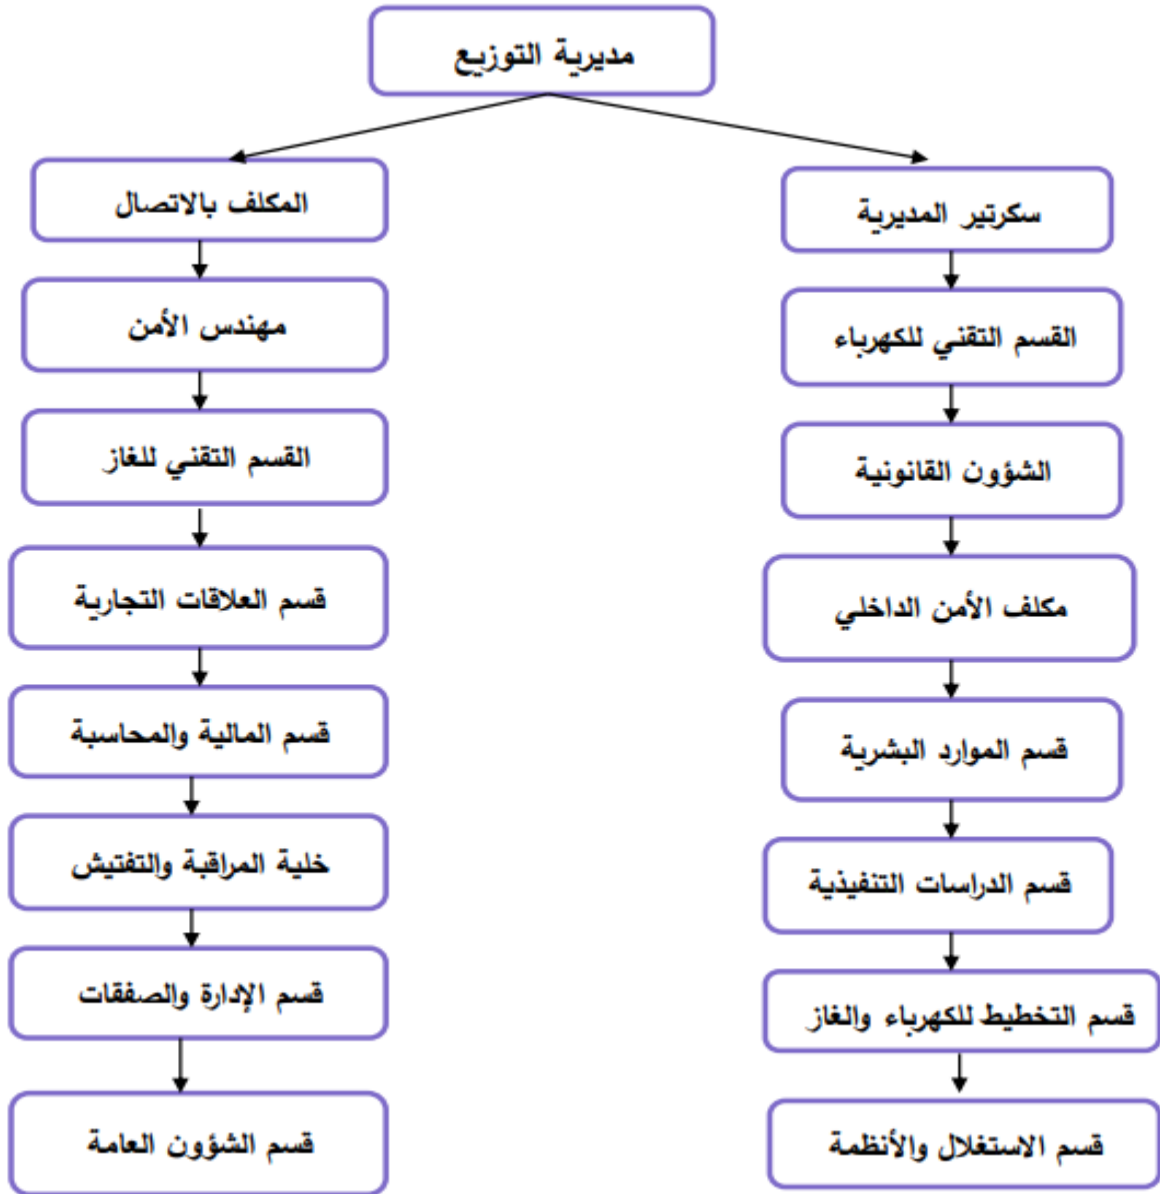 مديرية التوزيع
سكرتير المديرية
القسم التقني للكهرباء
الشؤون القانونية
مكلف الأمن الداخلي
قسم الموارد البشرية
قسم الدراسات التنفيذية
قسم التخطيط للكهرباء والغاز
قسم الاستغلال والأنظمة
المكلف بالاتصال
مهندس الأمن
القسم التقني للغاز
قسم العلاقات التجارية
قسم المالية والمحاسبة
خلية المراقبة والتفتيش
قسم الإدارة والصفقات
قسم الشؤون العامة